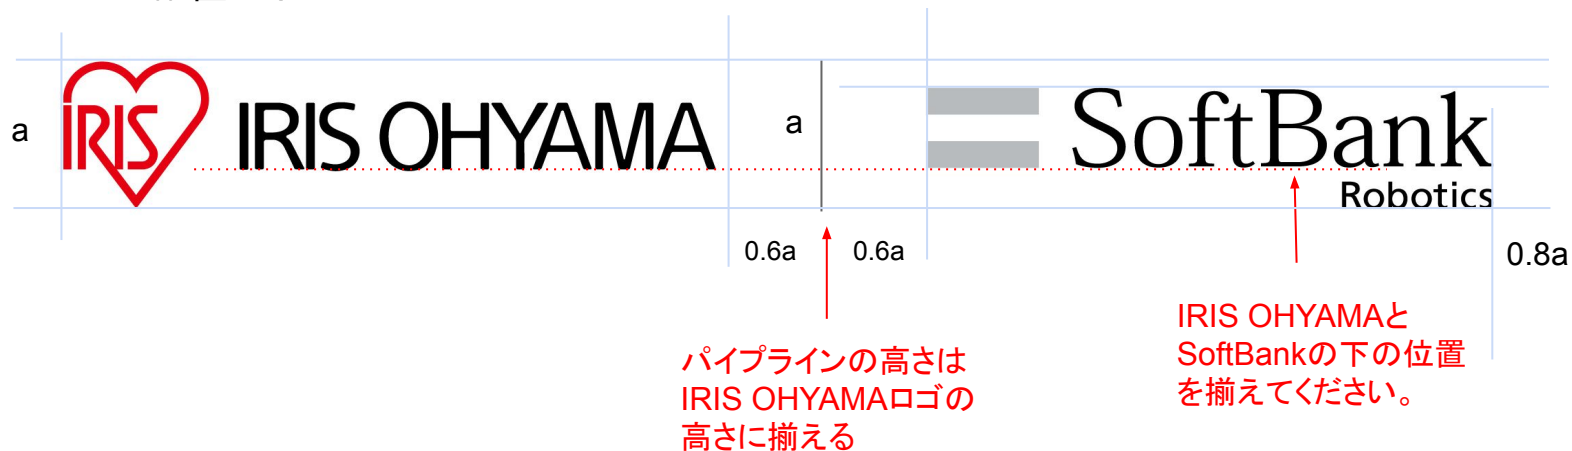 a
IRIS
IRIS OHYAMA
a
SoftBank
Robotics
0.6a
0.6a
0.8a
パイプラインの高さは
IRIS OHYAMAロゴの
高さに揃える
IRIS OHYAMAと
SoftBankの下の位置
を揃えてください。